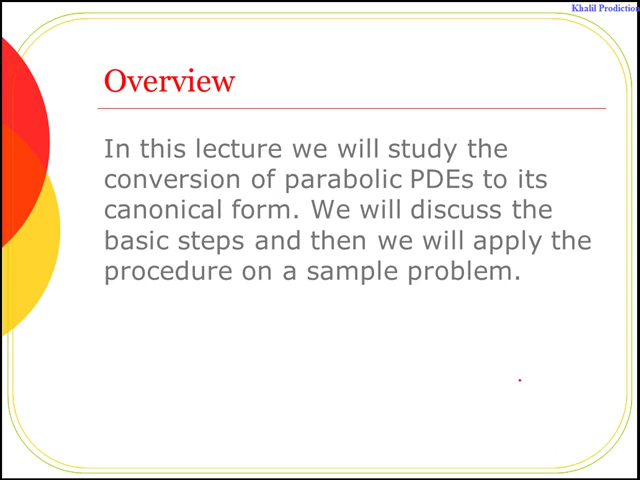 Khalil Prodiction
Overview
In this lecture we will study the
conversion of parabolic PDEs to its
canonical form. We will discuss the
basic steps and then we will apply the
procedure on a sample problem.